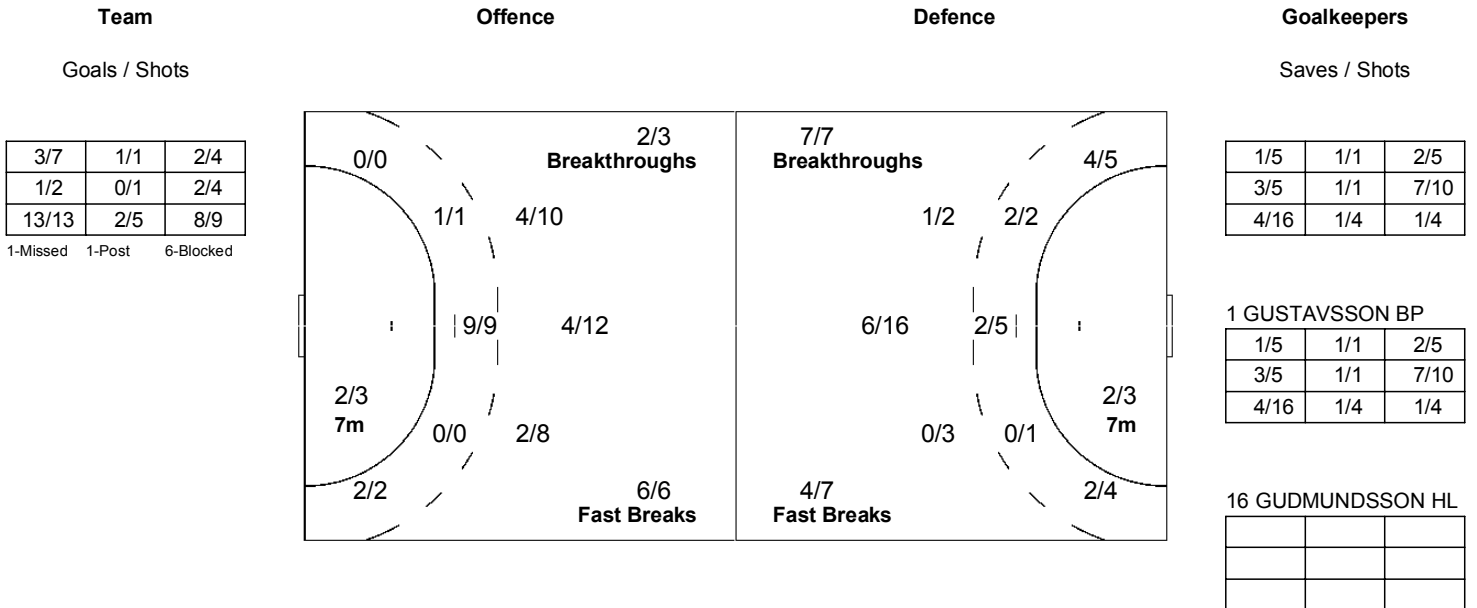 Team Offence Defence Goalkeepers
Goals / Shots Saves / Shots
2/3 7/7
3/7 1/1 2/4 0/0 Breakthroughs Breakthroughs 4/5 1/5 1/1 2/5
1/2 0/1 2/4 3/5 1/1 7/10
13/13 2/5 8/9 1/1 4/10 1/2 2/2 4/16 1/4 1/4
1-Missed 1-Post 6-Blocked
1 GUSTAVSSON BP
9/9 4/12 6/16 2/5 1/5 1/1 2/5
3/5 1/1 7/10
2/3 2/3 4/16 1/4 1/4
7m 7m
0/0 2/8 0/3 0/1
2/2 6/6 4/7 2/4
Fast Breaks Fast Breaks
16 GUDMUNDSSON HL